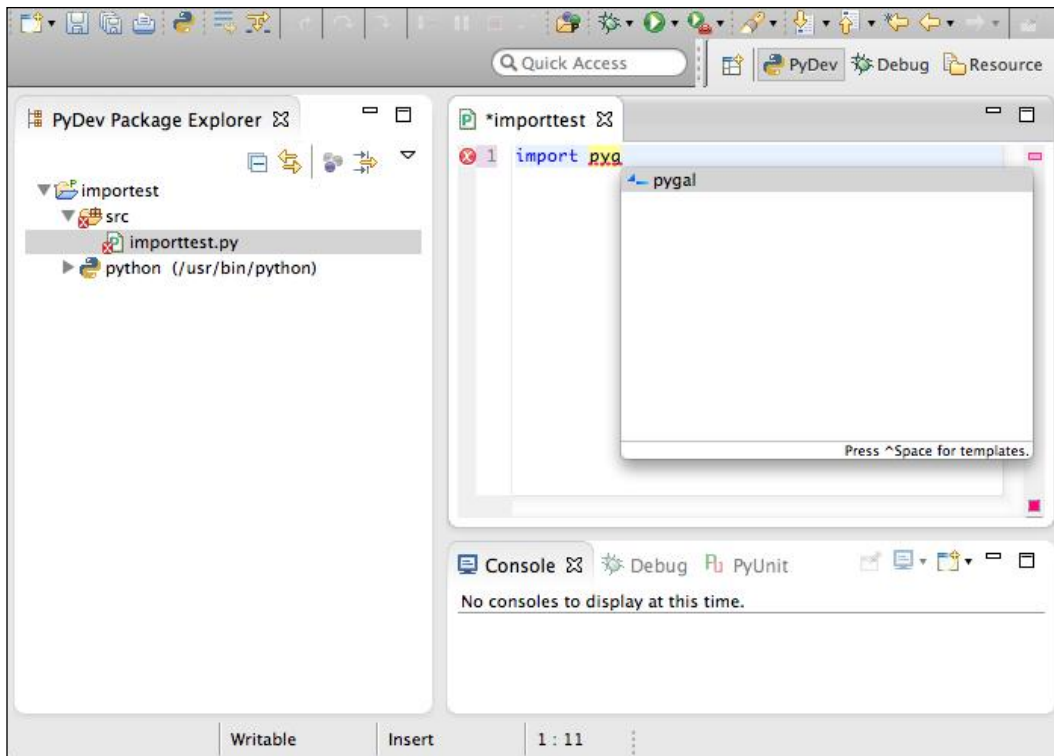 Quick Access
PyDev
Debug
Resource
PyDev Package Explorer
importest
src
importtest.py
python (/usr/bin/python)
*importtest
1 import pyg
pygal
Press ^Space for templates.
Console
Debug
PyUnit
No consoles to display at this time.
Writable
Insert
1 : 11